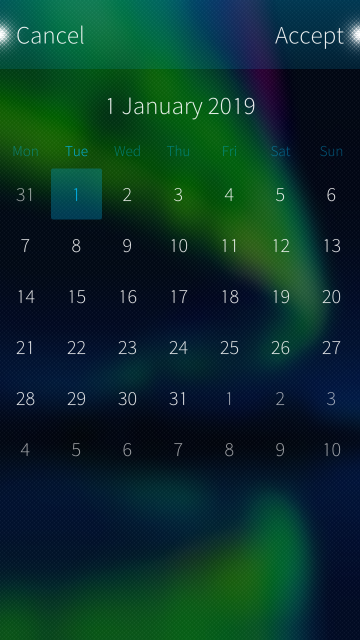 Cancel Accept
1 January 2019
Mon Tue Wed Thu Fri Sat Sun
31 1 2 3 4 5 6
7 8 9 10 11 12 13
14 15 16 17 18 19 20
21 22 23 24 25 26 27
28 29 30 31 1 2 3
4 5 6 7 8 9 10